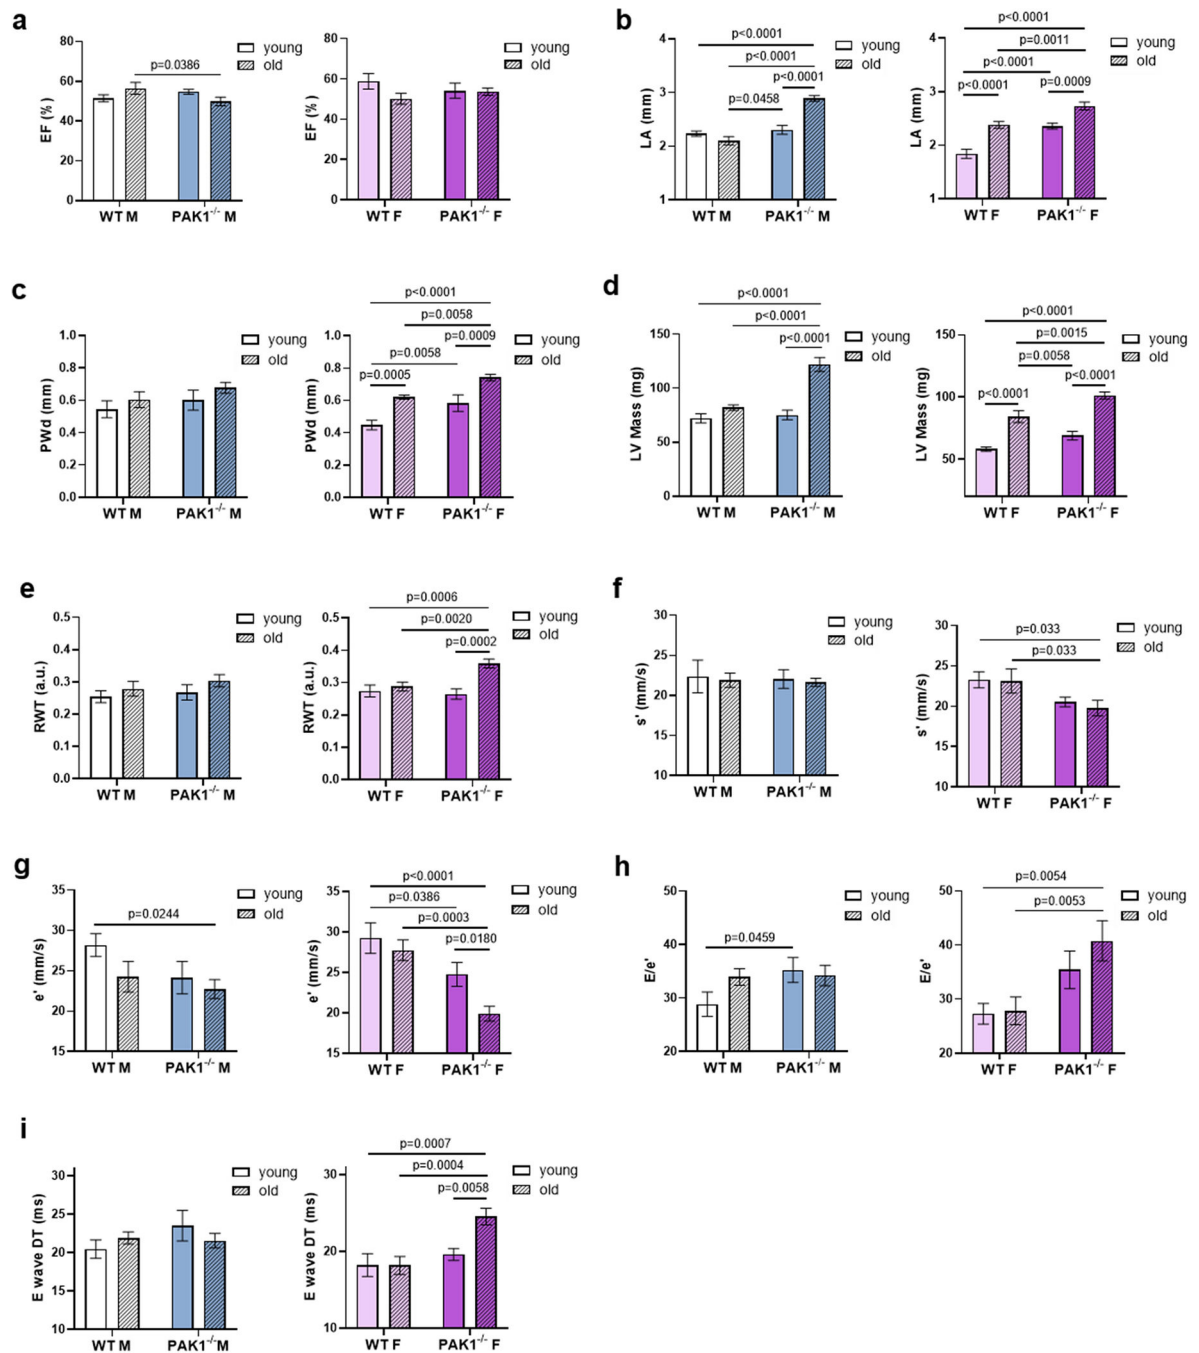 a
80
60
40
20
0
EF (%)
p=0.0386
young
old
WT M
PAK1-/- M
80
60
40
20
0
EF (%)
young
old
WT F
PAK1-/- F
b
4
3
2
1
LA (mm)
p<0.0001
p<0.0001
p<0.0001
p=0.0458
young
old
WT M
PAK1-/- M
4
3
2
1
LA (mm)
p<0.0001
p=0.0011
p<0.0001
p<0.0001
p=0.0009
young
old
WT F
PAK1-/- F
c
1.0
0.8
0.6
0.4
0.2
0.0
PWd (mm)
young
old
WT M
PAK1-/- M
1.0
0.8
0.6
0.4
0.2
0.0
PWd (mm)
p<0.0001
p=0.0058
p=0.0009
p=0.0058
p=0.0005
young
old
WT F
PAK1-/- F
d
150
100
50
0
LV Mass (mg)
p<0.0001
p<0.0001
p<0.0001
young
old
WT M
PAK1-/- M
150
100
50
LV Mass (mg)
p<0.0001
p=0.0015
p=0.0058
p<0.0001
p<0.0001
young
old
WT F
PAK1-/- F
e
0.5
0.4
0.3
0.2
0.1
0.0
RWT (a.u.)
young
old
WT M
PAK1-/- M
0.5
0.4
0.3
0.2
0.1
0.0
RWT (a.u.)
p=0.0006
p=0.0020
p=0.0002
young
old
WT F
PAK1-/- F
f
30
25
20
15
10
s' (mm/s)
young
old
WT M
PAK1-/- M
30
25
20
15
10
s' (mm/s)
p=0.033
p=0.033
young
old
WT F
PAK1-/- F
g
35
30
25
20
15
e' (mm/s)
p=0.0244
young
old
WT M
PAK1-/- M
35
30
25
20
15
e' (mm/s)
p<0.0001
p=0.0386
p=0.0003
p=0.0180
young
old
WT F
PAK1-/- F
h
50
40
30
20
E/e'
p=0.0459
young
old
WT M
PAK1-/- M
50
40
30
20
E/e'
p=0.0054
p=0.0053
young
old
WT F
PAK1-/- F
i
30
25
20
15
10
E wave DT (ms)
young
old
WT M
PAK1-/-M
30
20
10
E wave DT (ms)
p=0.0007
p=0.0004
p=0.0058
young
old
WT F
PAK1-/- F